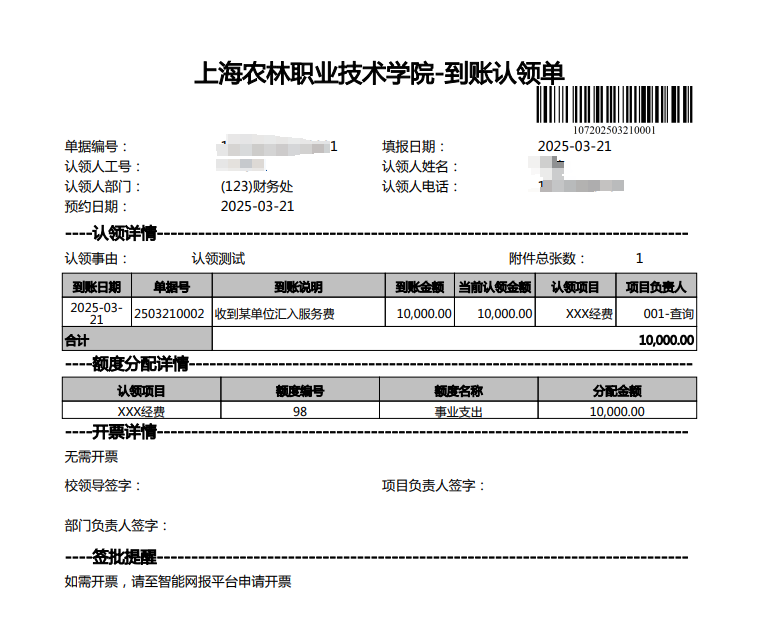 上海农林职业技术学院-到账认领单
107202503210001
单据编号： 1 填报日期： 2025-03-21
认领人工号： 认领人姓名：
认领人部门： (123)财务处 认领人电话： 1
预约日期： 2025-03-21
----认领详情----
认领事由： 认领测试 附件总张数： 1
到账日期 单据号 到账说明 到账金额 当前认领金额 认领项目 项目负责人
2025-03-21 2503210002 收到某单位汇入服务费 10,000.00 10,000.00 XXX经费 001-查询
合计 10,000.00
----额度分配详情----
认领项目 额度编号 额度名称 分配金额
XXX经费 98 事业支出 10,000.00
----开票详情----
无需开票
校领导签字： 项目负责人签字：
部门负责人签字：
----签批提醒----
如需开票，请至智能网报平台申请开票